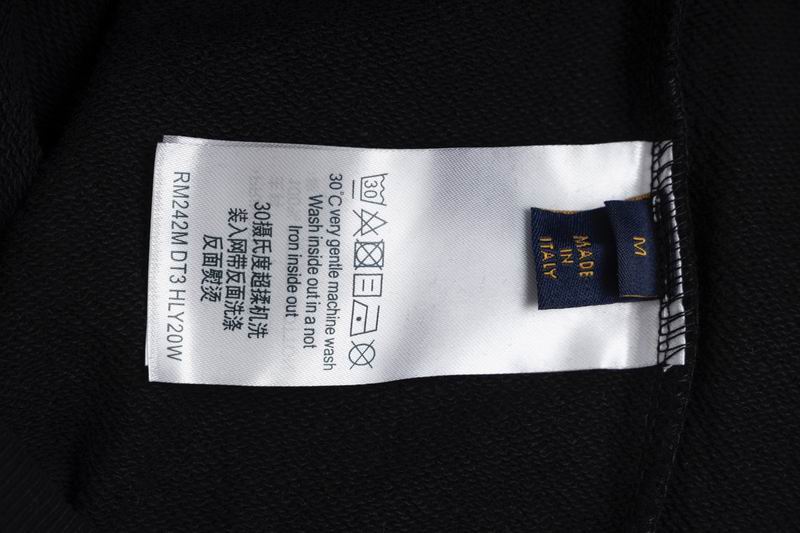 M
MADE
IN
ITALY
30
30°C very gentle machine wash
Wash inside out in a not
Iron inside out
30摄氏度超揉机洗
装入网带反面洗涤
反面熨烫
RM242M DT3 HLY20W